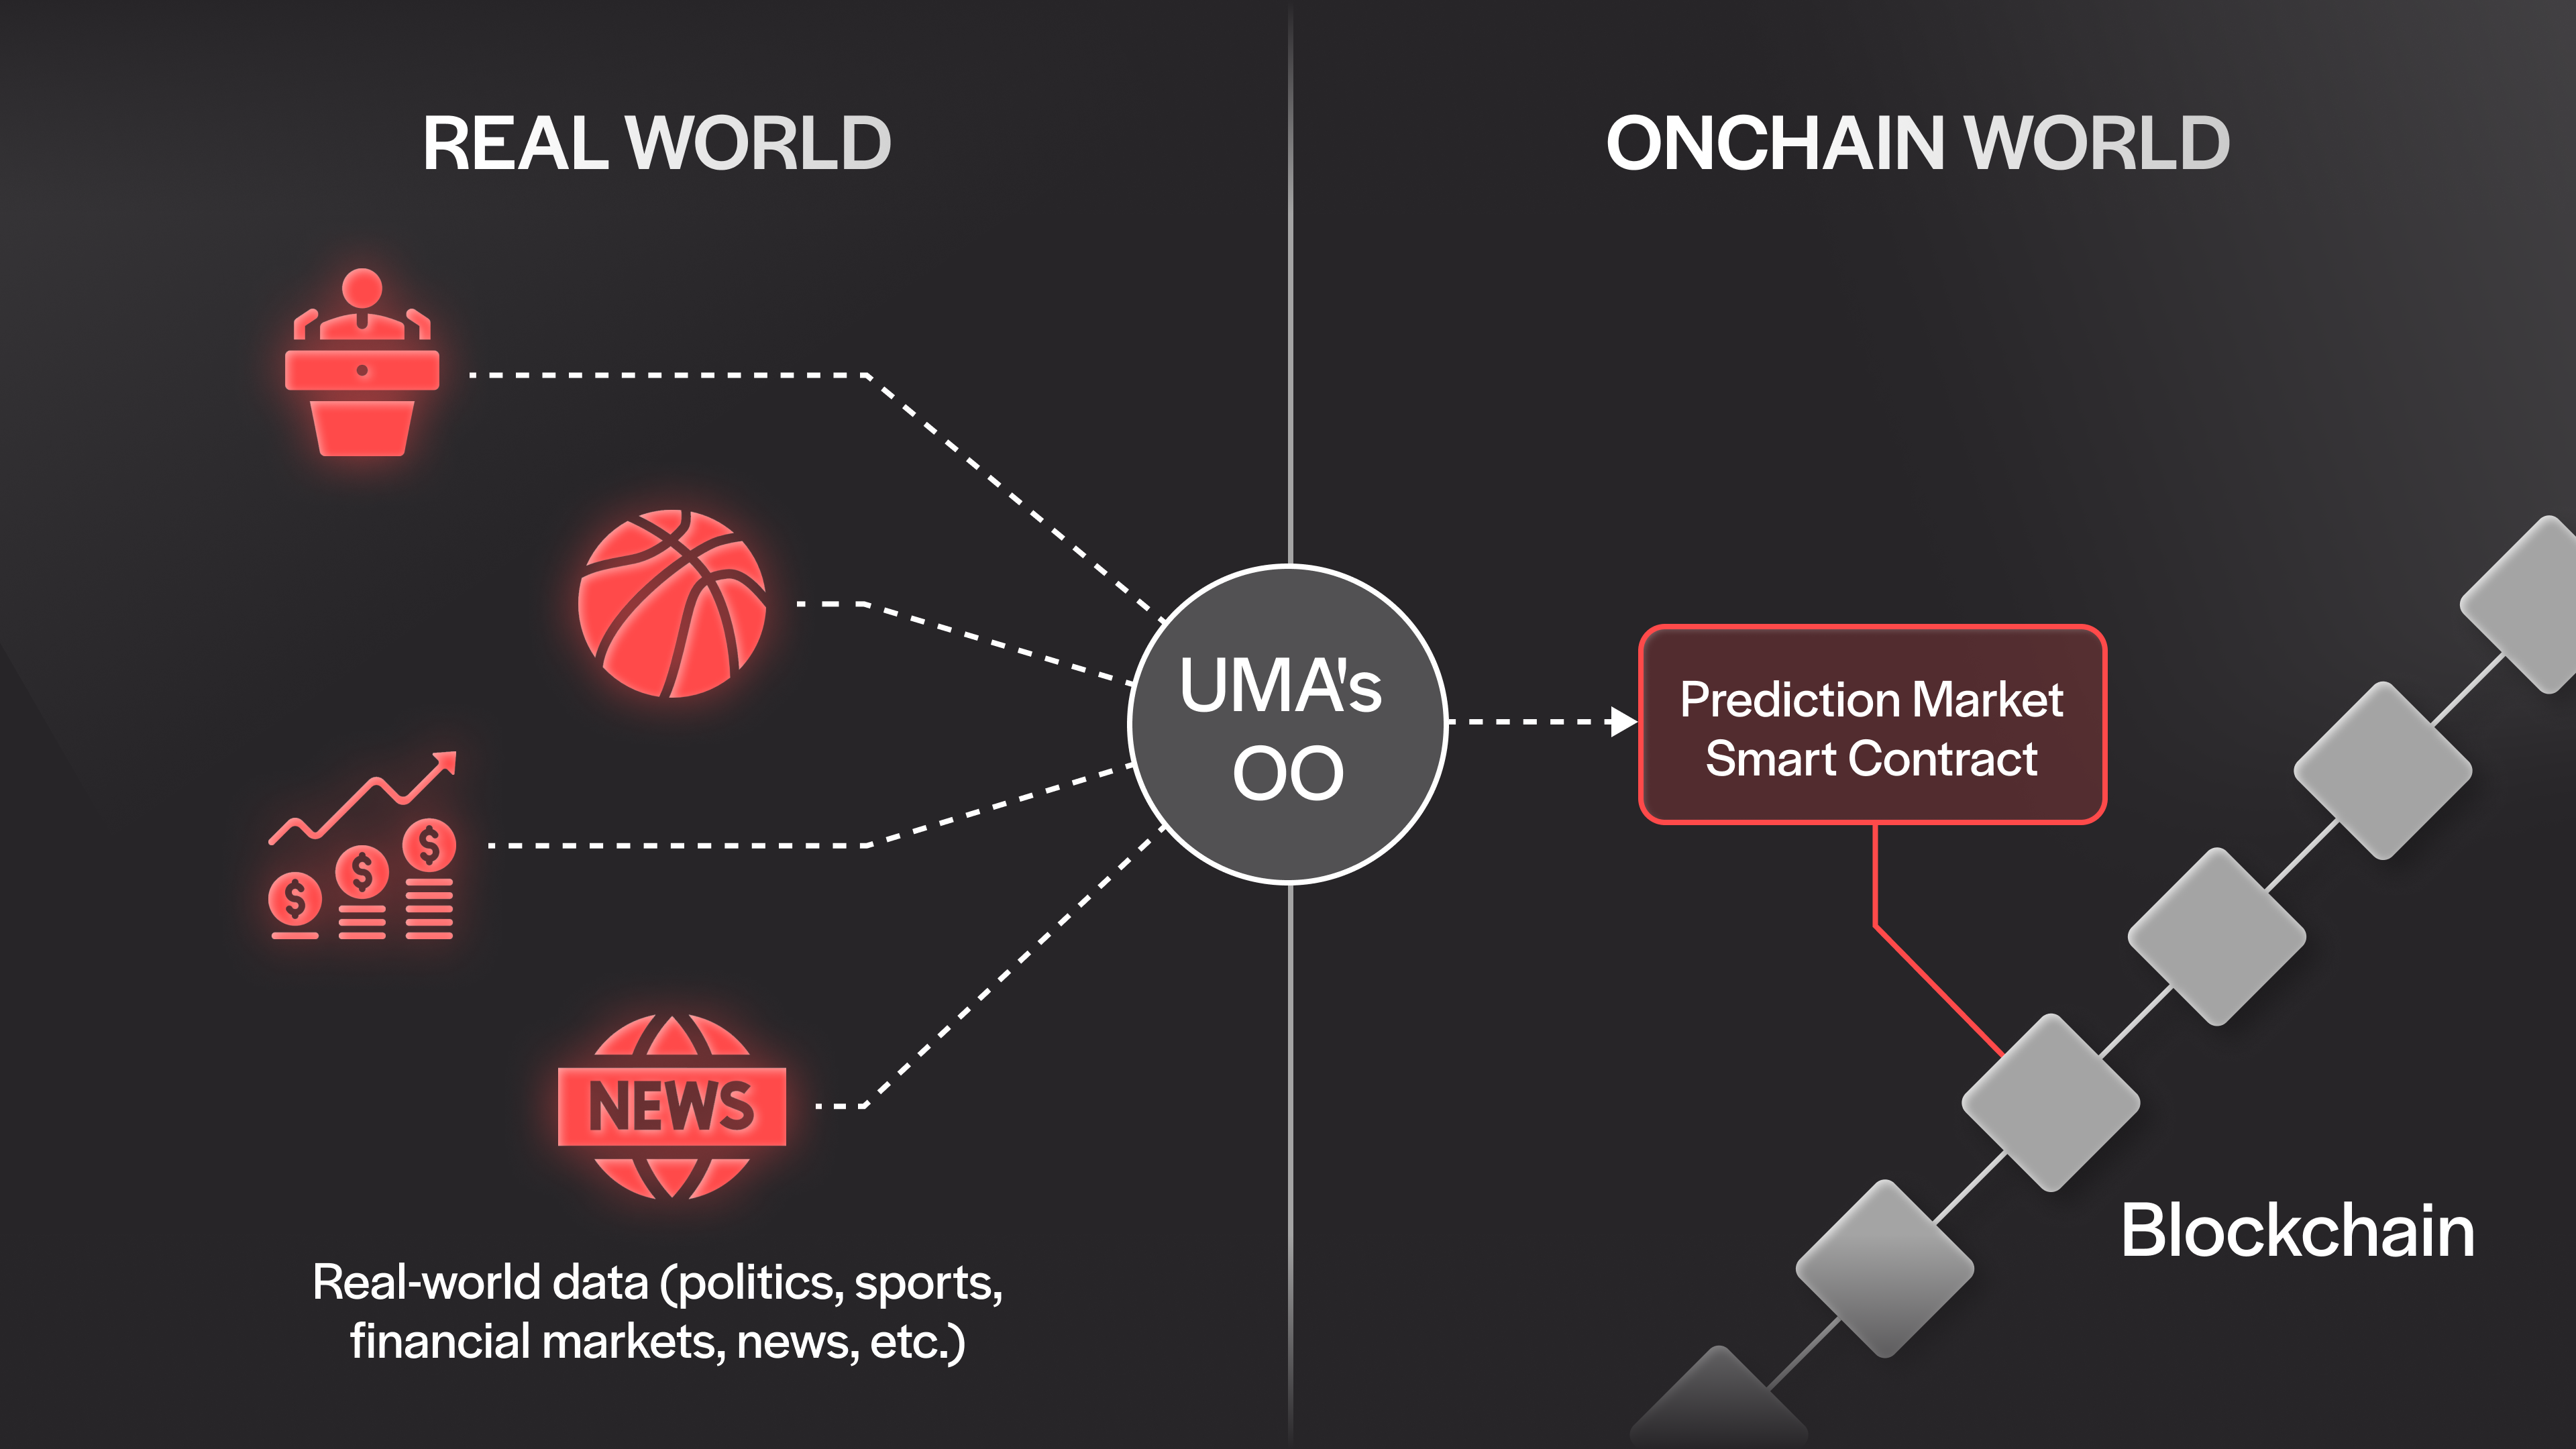 REAL WORLD
ONCHAIN WORLD
UMA's
OO
Prediction Market
Smart Contract
$
$
$
NEWS
Blockchain
Real-world data (politics, sports,
financial markets, news, etc.)